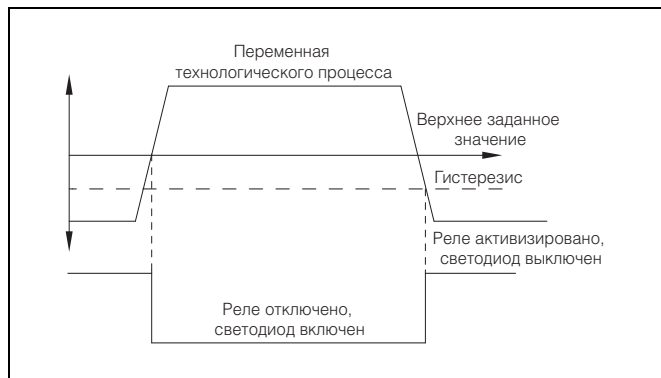 Переменная
технологического процесса
Верхнее заданное
значение
Гистерезис
Реле активизировано,
светодиод выключен
Реле отключено,
светодиод включен